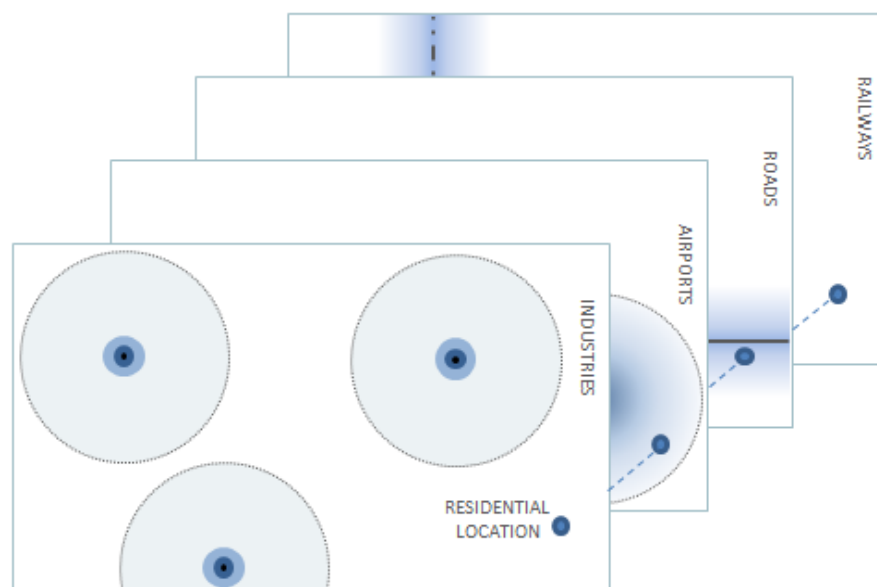 RAILWAYS
ROADS
AIRPORTS
INDUSTRIES
RESIDENTIAL
LOCATION